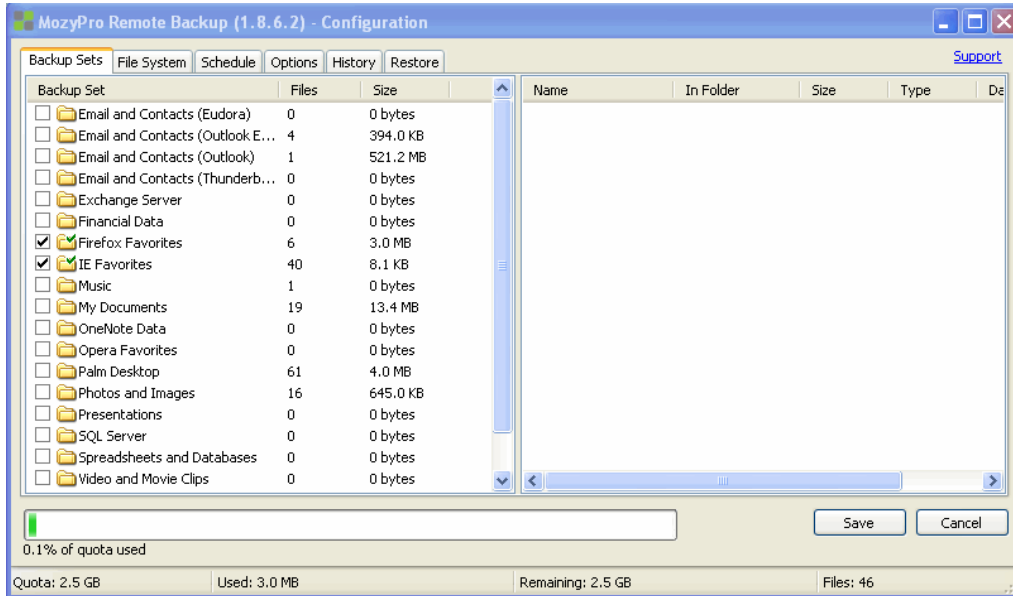 MozyPro Remote Backup (1.8.6.2) - Configuration
Backup Sets File System Schedule Options History Restore Support
Backup Set Files Size Name In Folder Size Type Da
Email and Contacts (Eudora) 0 0 bytes
Email and Contacts (Outlook E... 4 394.0 KB
Email and Contacts (Outlook) 1 521.2 MB
Email and Contacts (Thunderb... 0 0 bytes
Exchange Server 0 0 bytes
Financial Data 0 0 bytes
Firefox Favorites 6 3.0 MB
IE Favorites 40 8.1 KB
Music 1 0 bytes
My Documents 19 13.4 MB
OneNote Data 0 0 bytes
Opera Favorites 0 0 bytes
Palm Desktop 61 4.0 MB
Photos and Images 16 645.0 KB
Presentations 0 0 bytes
SQL Server 0 0 bytes
Spreadsheets and Databases 0 0 bytes
Video and Movie Clips 0 0 bytes
Save Cancel
0.1% of quota used
Quota: 2.5 GB Used: 3.0 MB Remaining: 2.5 GB Files: 46